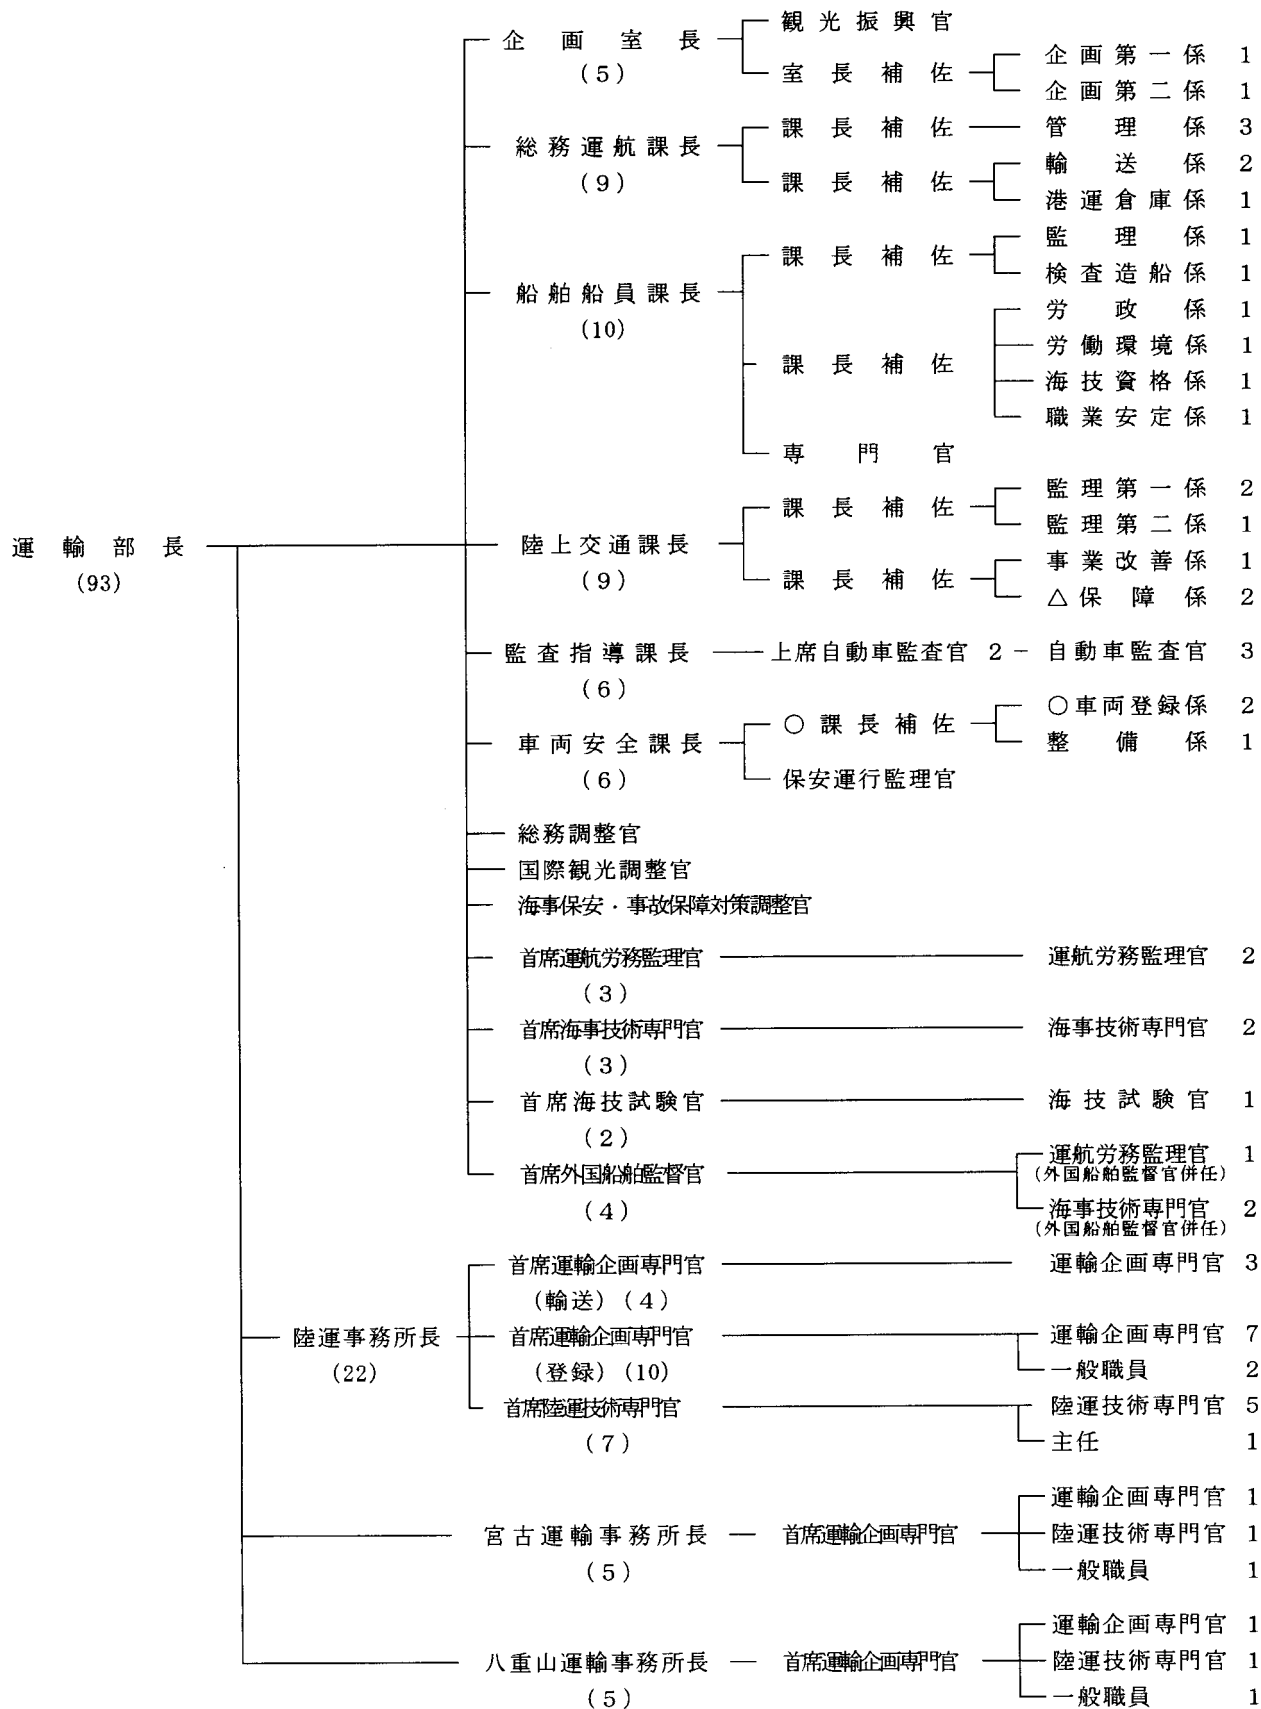 観光振興官
企画室長
(5)
室長補佐
企画第一係 1
企画第二係 1
総務運航課長
(9)
課長補佐 管理係 3
課長補佐
輸送係 2
港運倉庫係 1
船舶船員課長
(10)
課長補佐
監理係 1
検査造船係 1
課長補佐
労政係 1
労働環境係 1
海技資格係 1
職業安定係 1
専門官
運輸部長
(93)
陸上交通課長
(9)
課長補佐
監理第一係 2
監理第二係 1
課長補佐
事業改善係 1
△保障係 2
監査指導課長 上席自動車監査官 2 - 自動車監査官 3
(6)
車両安全課長
(6)
○課長補佐
○車両登録係 2
整備係 1
保安運行監理官
総務調整官
国際観光調整官
海事保安・事故保障対策調整官
首席運航労務監理官 運航労務監理官 2
(3)
首席海事技術専門官 海事技術専門官 2
(3)
首席海技試験官 海技試験官 1
(2)
首席外国船舶監督官
(4)
運航労務監理官 1
(外国船舶監督官併任)
海事技術専門官 2
(外国船舶監督官併任)
陸運事務所長
(22)
首席運輸企画専門官 運輸企画専門官 3
(輸送)(4)
首席運輸企画専門官 運輸企画専門官 7
(登録)(10) 一般職員 2
首席陸運技術専門官 陸運技術専門官 5
(7) 主任 1
宮古運輸事務所長 首席運輸企画専門官
(5)
運輸企画専門官 1
陸運技術専門官 1
一般職員 1
八重山運輸事務所長 首席運輸企画専門官
(5)
運輸企画専門官 1
陸運技術専門官 1
一般職員 1